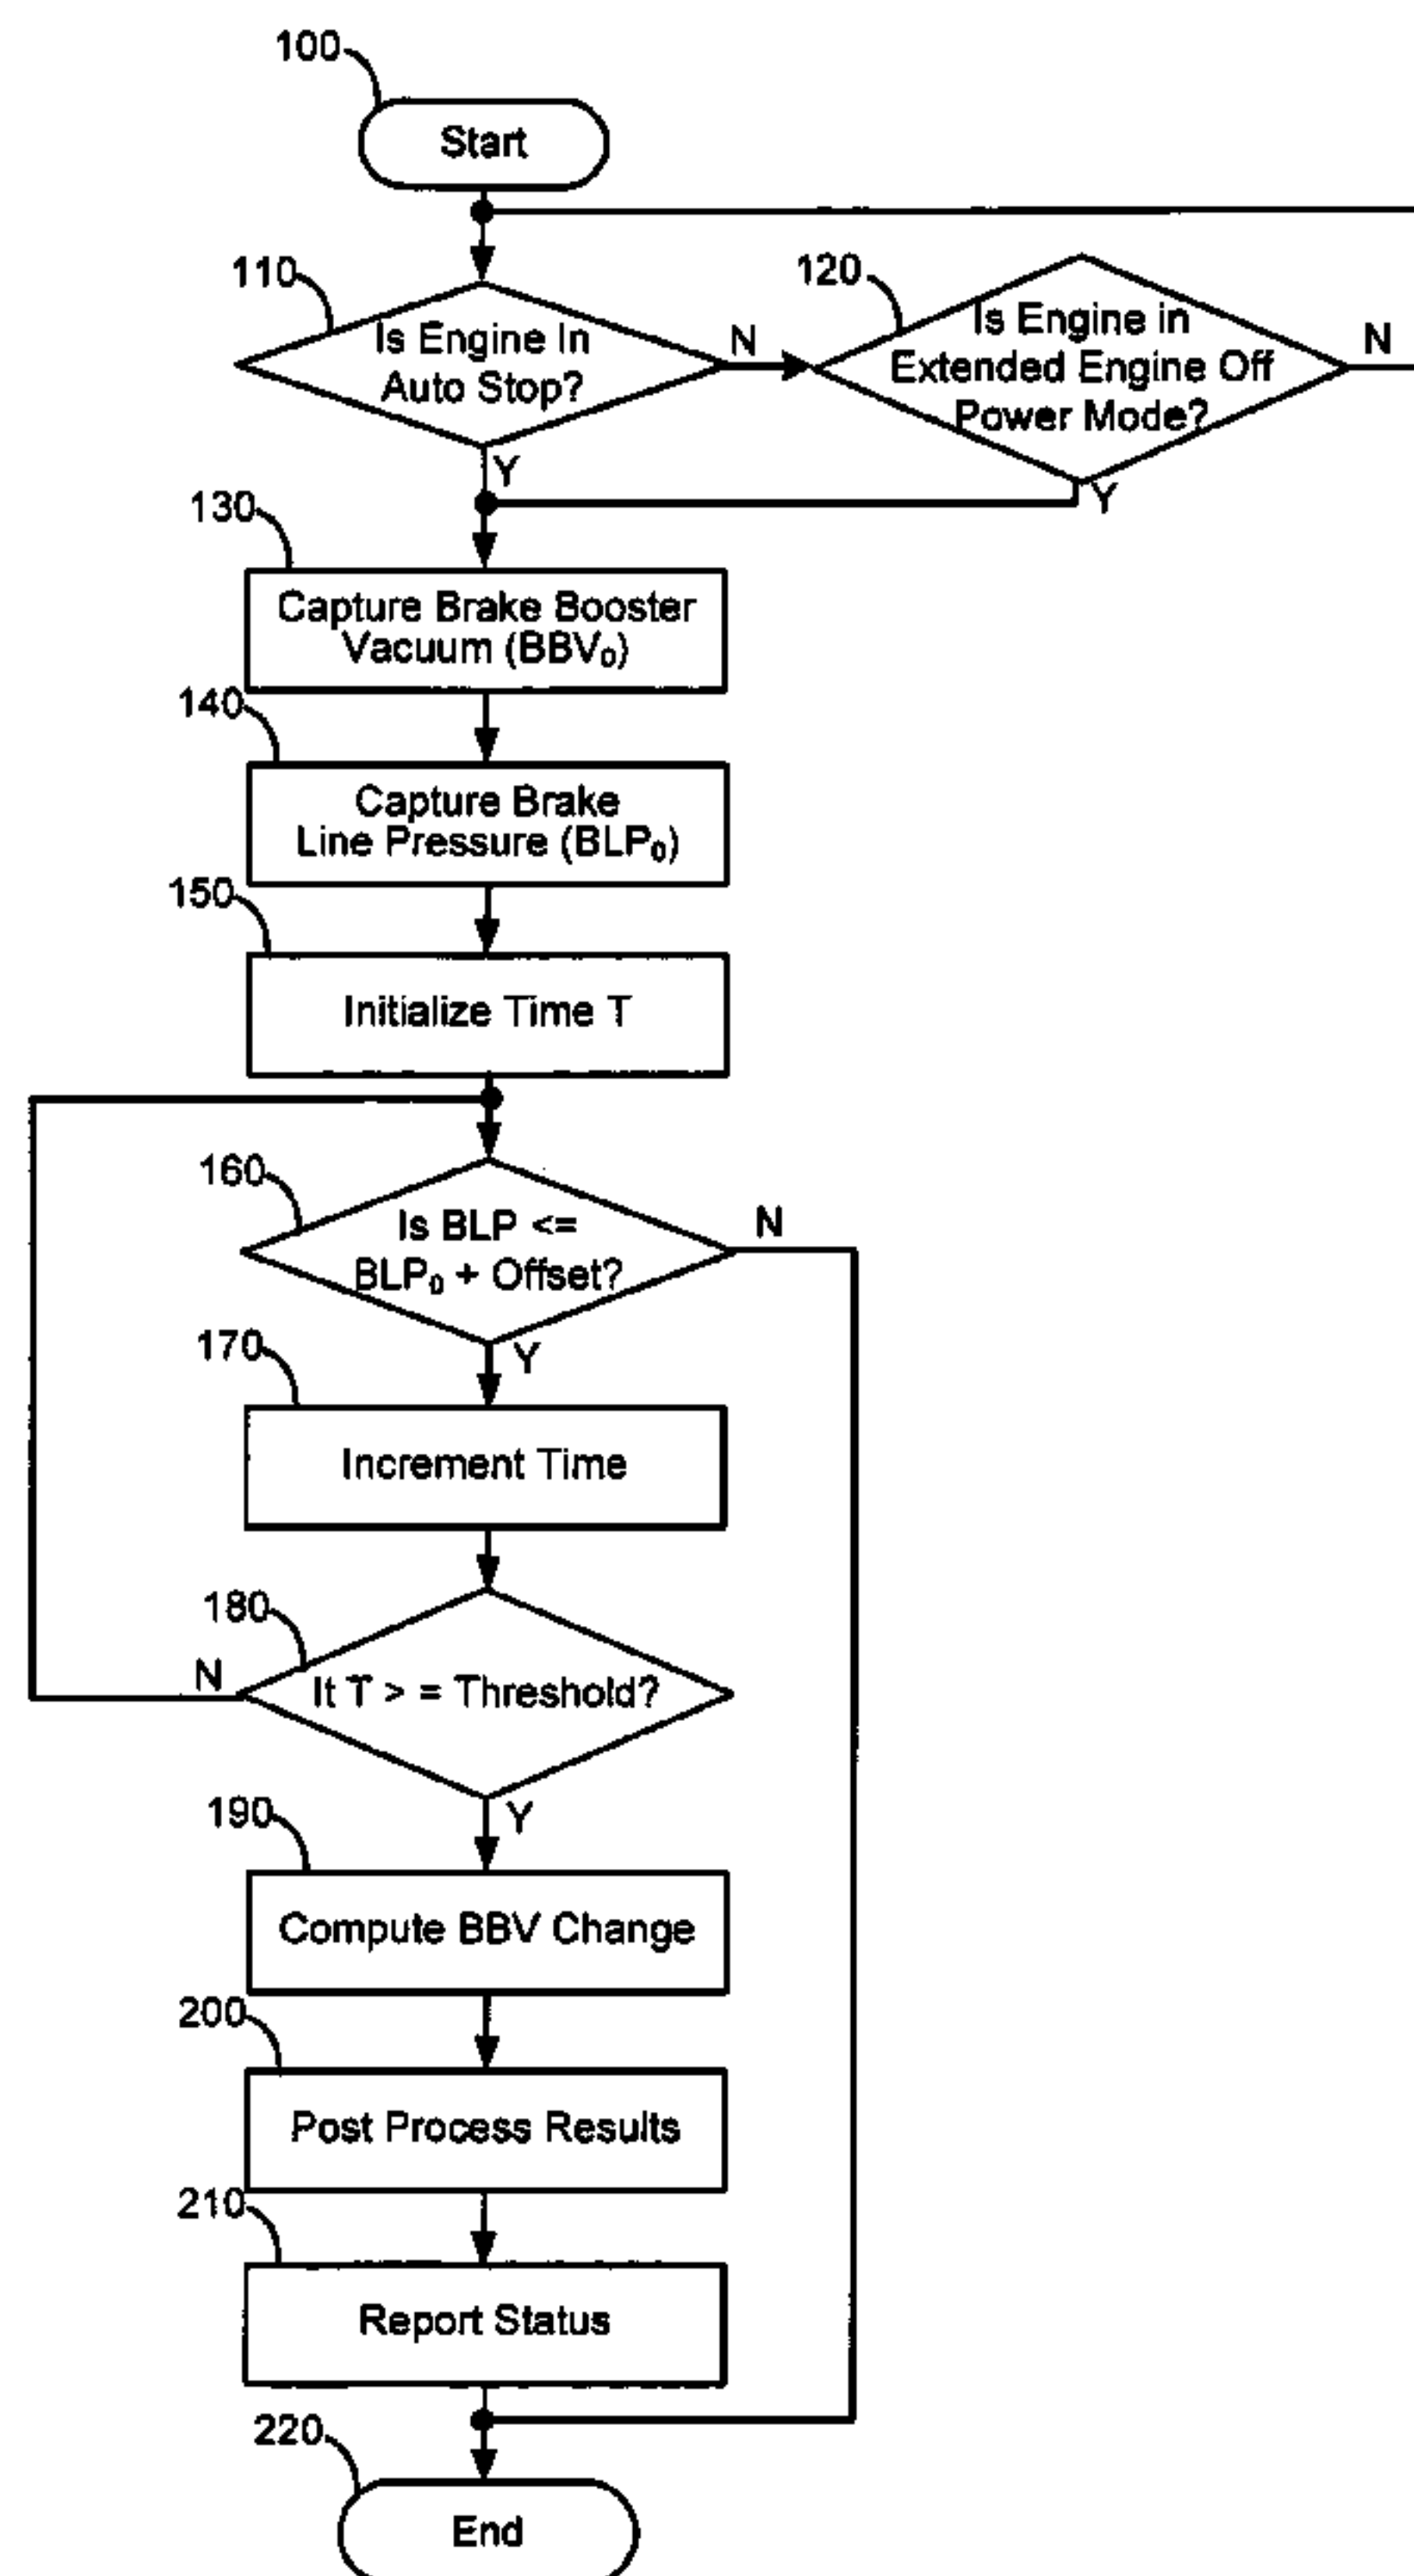 100
Start
110
Is Engine In
Auto Stop?
N
Y
120
Is Engine in
Extended Engine Off
Power Mode?
N
Y
130
Capture Brake Booster
Vacuum (BBV₀)
140
Capture Brake
Line Pressure (BLP₀)
150
Initialize Time T
160
Is BLP <=
BLP₀ + Offset?
N
Y
170
Increment Time
180
It T > = Threshold?
N
Y
190
Compute BBV Change
200
Post Process Results
210
Report Status
220
End